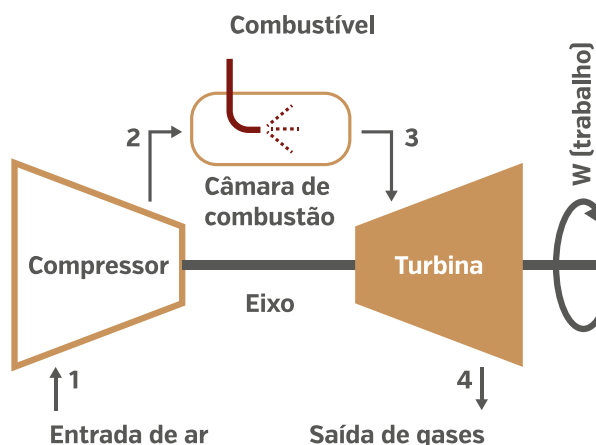 Combustível
2
3
Câmara de
combustão
W (trabalho)
Compressor
Turbina
Eixo
1
4
Entrada de ar
Saída de gases